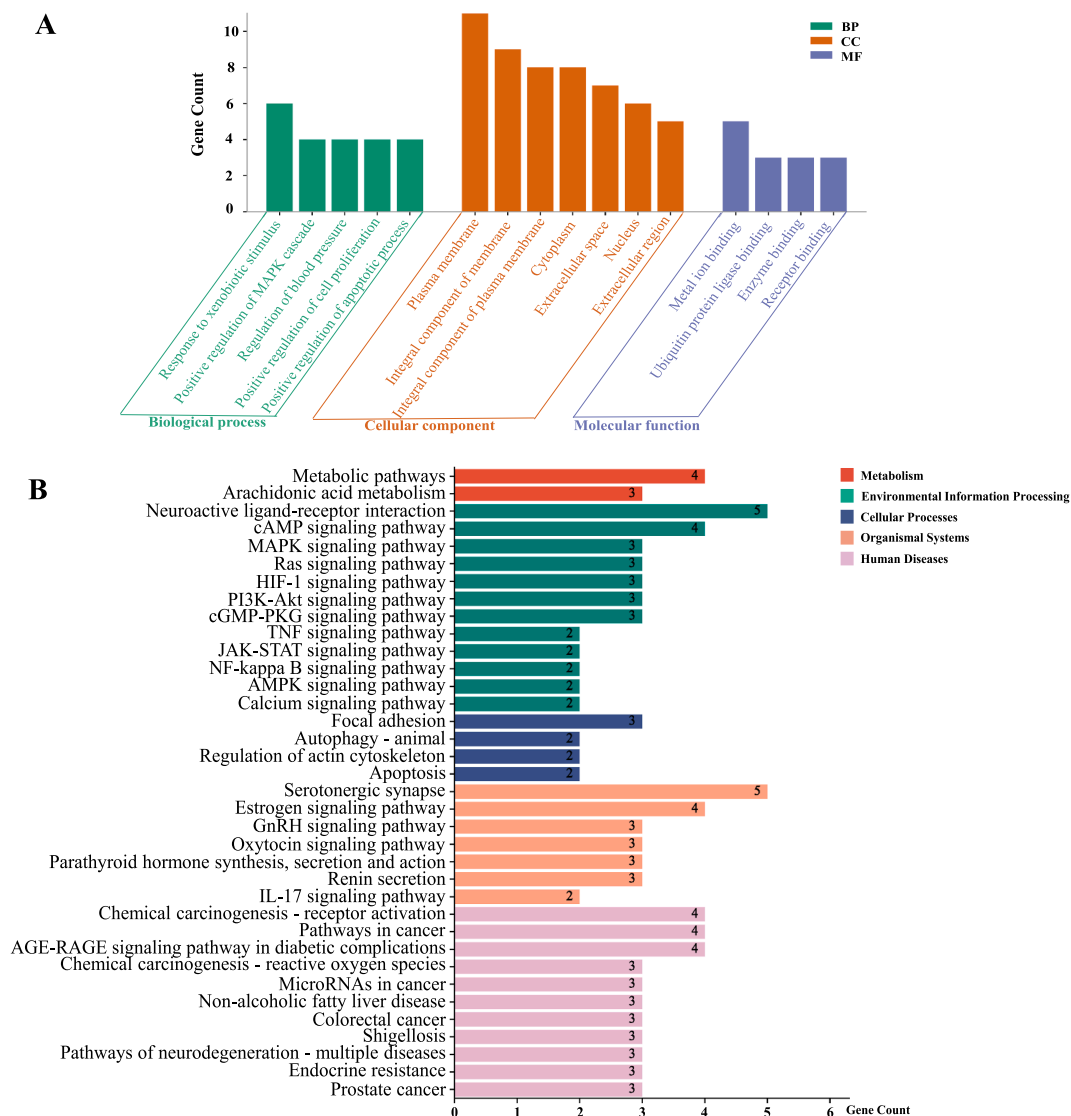 A
Gene Count
10
8
6
4
2
0
BP
CC
MF
Response to xenobiotic stimulus
Positive regulation of MAPK cascade
Regulation of blood pressure
Positive regulation of cell proliferation
Positive regulation of apoptotic process
Plasma membrane
Integral component of membrane
Integral component of plasma membrane
Cytoplasm
Extracellular space
Nucleus
Extracellular region
Metal ion binding
Ubiquitin protein ligase binding
Enzyme binding
Receptor binding
Biological process
Cellular component
Molecular function
B
Metabolic pathways 4
Arachidonic acid metabolism 3
Neuroactive ligand-receptor interaction 5
cAMP signaling pathway 4
MAPK signaling pathway 3
Ras signaling pathway 3
HIF-1 signaling pathway 3
PI3K-Akt signaling pathway 3
cGMP-PKG signaling pathway 3
TNF signaling pathway 2
JAK-STAT signaling pathway 2
NF-kappa B signaling pathway 2
AMPK signaling pathway 2
Calcium signaling pathway 2
Focal adhesion 3
Autophagy - animal 2
Regulation of actin cytoskeleton 2
Apoptosis 2
Serotonergic synapse 5
Estrogen signaling pathway 4
GnRH signaling pathway 3
Oxytocin signaling pathway 3
Parathyroid hormone synthesis, secretion and action 3
Renin secretion 3
IL-17 signaling pathway 2
Chemical carcinogenesis - receptor activation 4
Pathways in cancer 4
AGE-RAGE signaling pathway in diabetic complications 4
Chemical carcinogenesis - reactive oxygen species 3
MicroRNAs in cancer 3
Non-alcoholic fatty liver disease 3
Colorectal cancer 3
Shigellosis 3
Pathways of neurodegeneration - multiple diseases 3
Endocrine resistance 3
Prostate cancer 3
0 1 2 3 4 5 6 Gene Count
Metabolism
Environmental Information Processing
Cellular Processes
Organismal Systems
Human Diseases